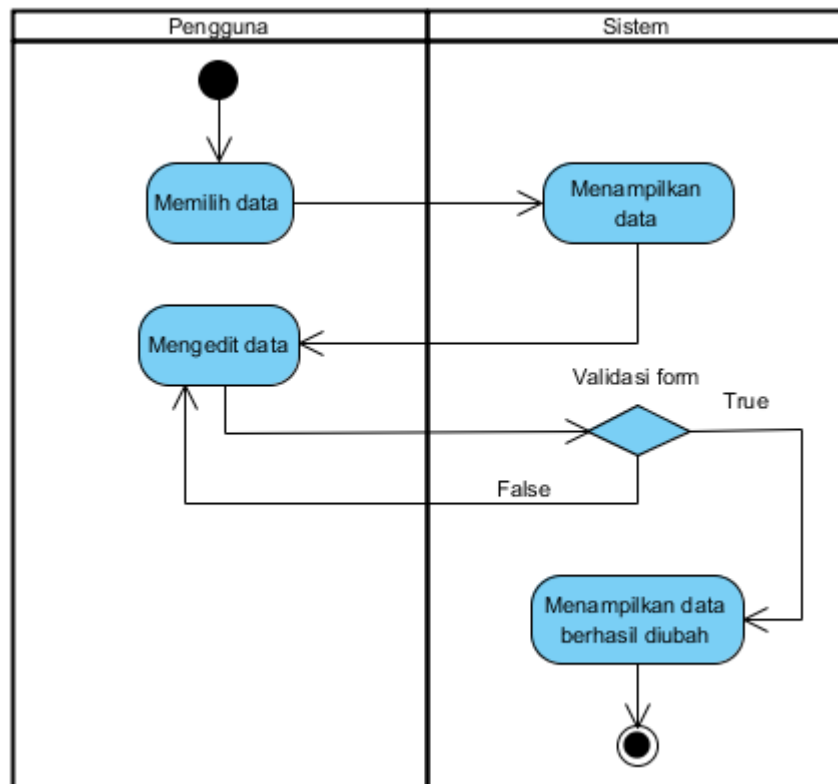 Pengguna
Sistem
Memilih data
Menampilkan
data
Mengedit data
Validasi form
True
False
Menampilkan data
berhasil diubah